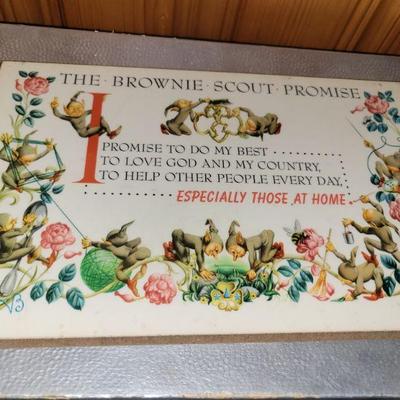 THE · BROWNIE · SCOUT · PROMISE
I PROMISE TO DO MY BEST
TO LOVE GOD AND MY COUNTRY,
TO HELP OTHER PEOPLE EVERY DAY,
ESPECIALLY THOSE AT HOME
VB